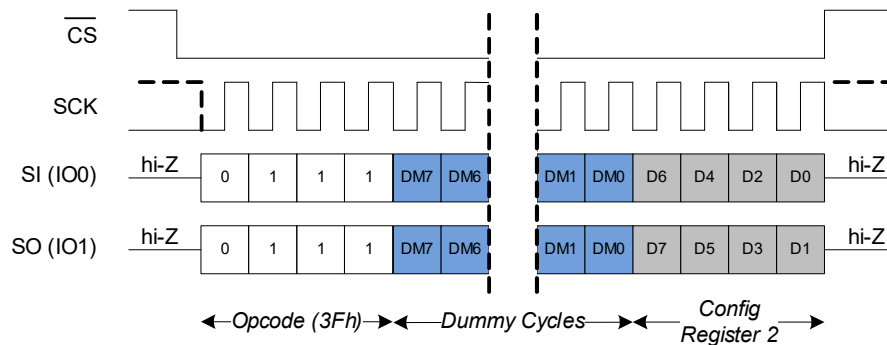 CS
SCK
SI (IO0) hi-Z 0 1 1 1 DM7 DM6 DM1 DM0 D6 D4 D2 D0 hi-Z
SO (IO1) hi-Z 0 1 1 1 DM7 DM6 DM1 DM0 D7 D5 D3 D1 hi-Z
Opcode (3Fh) Dummy Cycles Config
Register 2